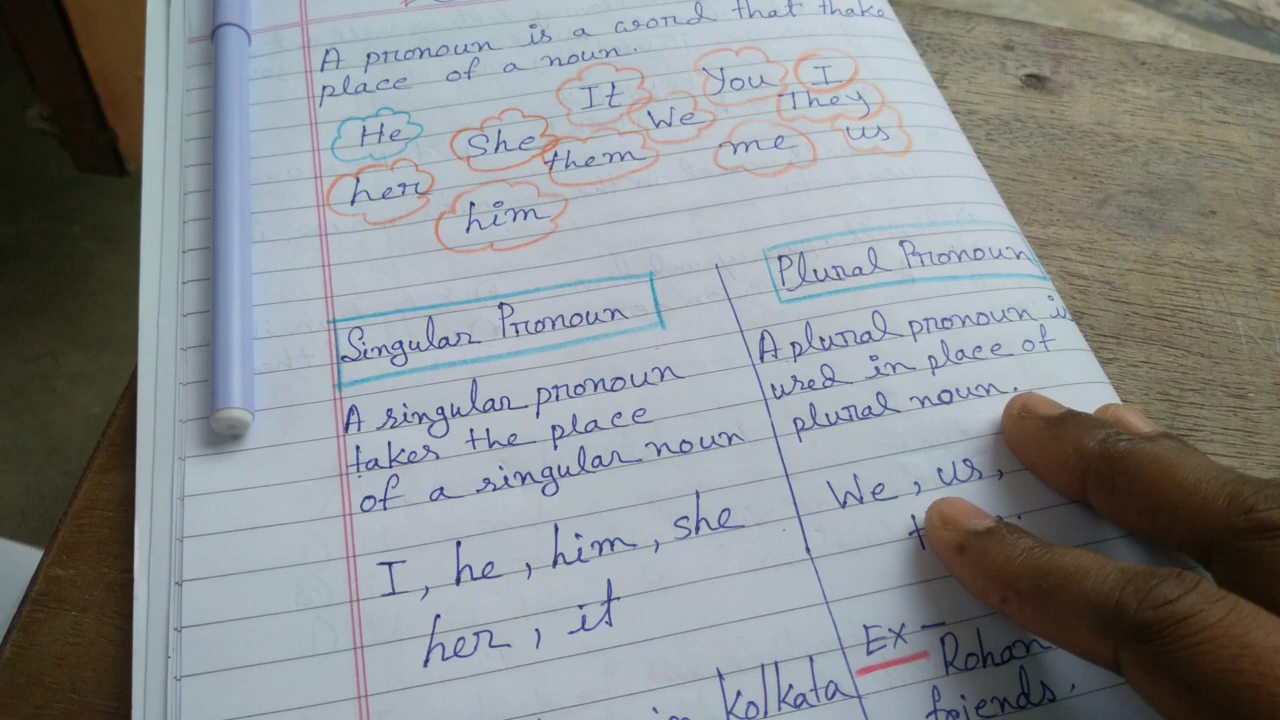 A pronoun is a word that thake
place of a noun.
It You I
He She We They
them me us
her
him
Singular Pronoun
A singular pronoun
takes the place
of a singular noun
I, he, him, she
her, it
Kolkata
Plural Pronoun
A plural pronoun is
used in place of
plural noun.
We, us,
Ex - Rohan
friends.